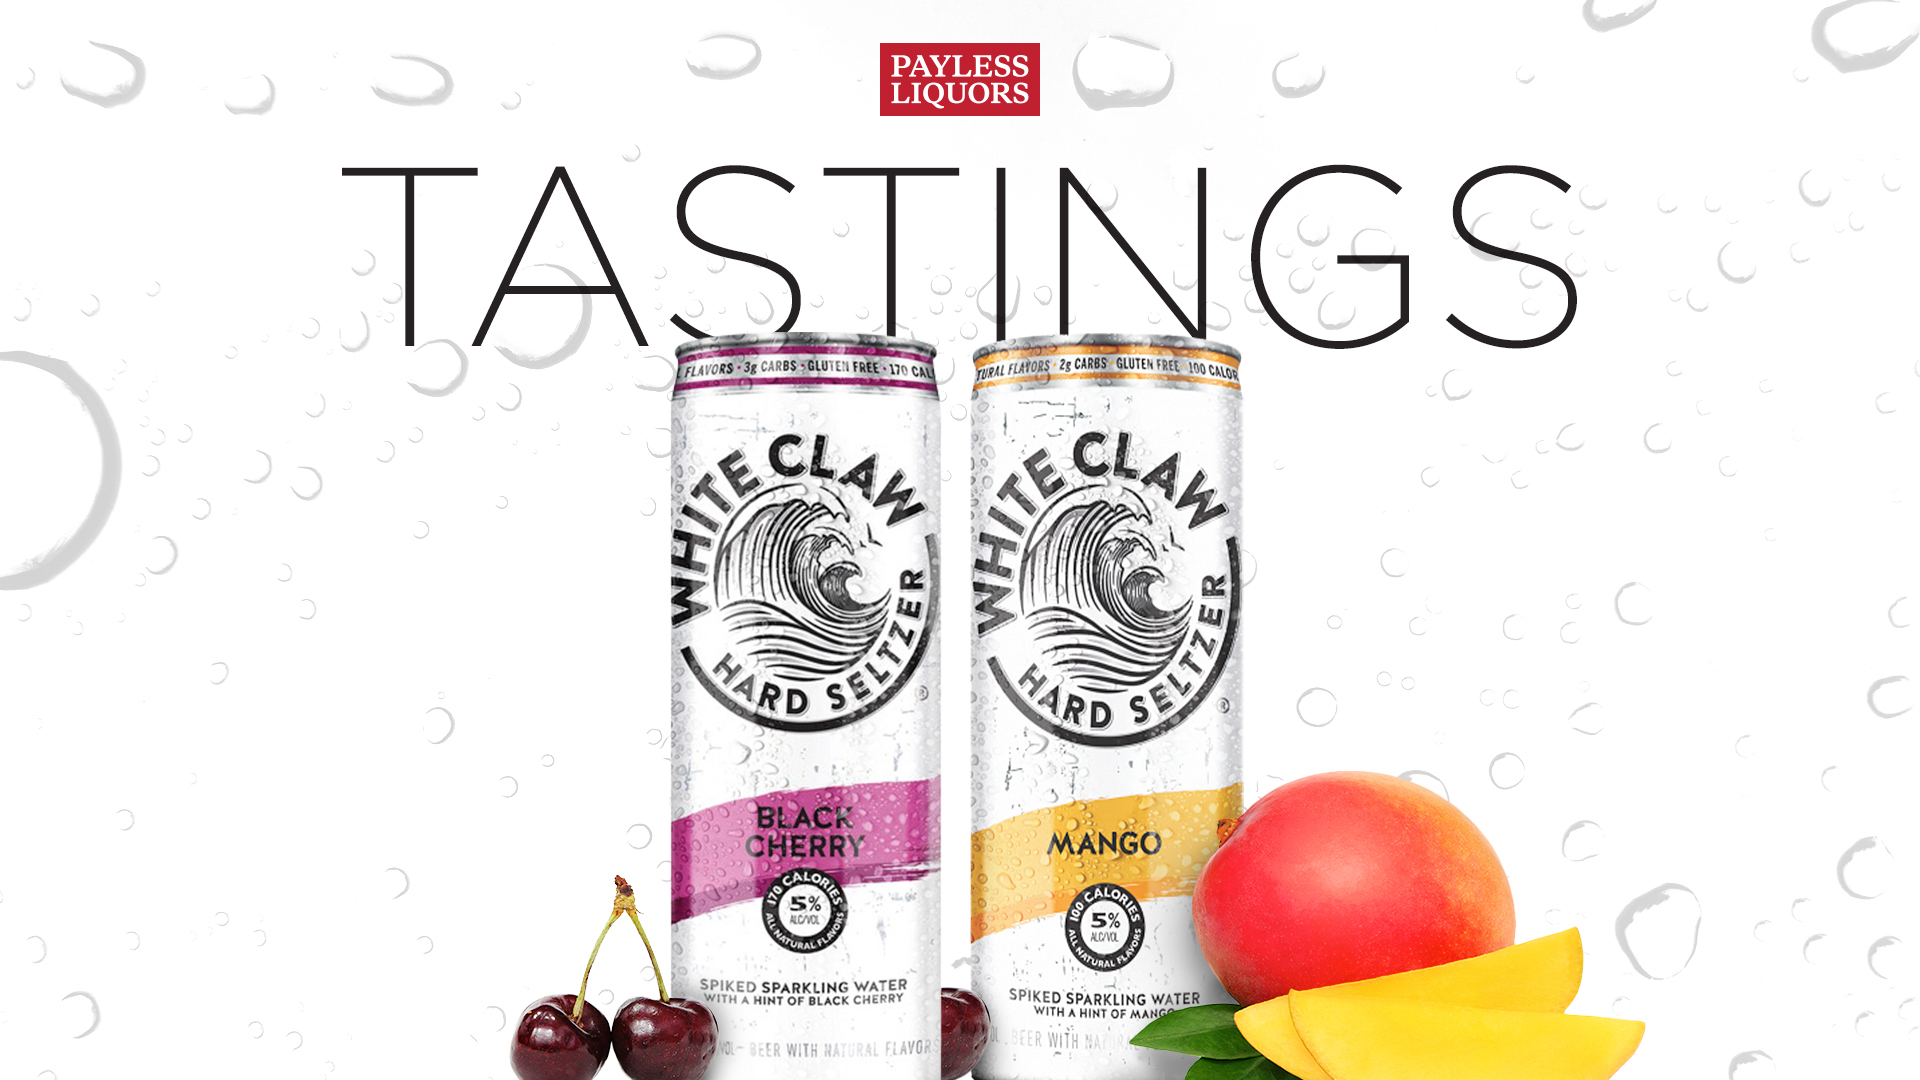 PAYLESS
LIQUORS
TASTINGS
FLAVORS · 3g CARBS · GLUTEN FREE · 170 CAL
WHITE CLAW
HARD SELTZER
®
BLACK
CHERRY
170 CALORIES
5%
ALC/VOL
ALL NATURAL FLAVORS
SPIKED SPARKLING WATER
WITH A HINT OF BLACK CHERRY
BEER WITH NATURAL FLAVORS
TURAL FLAVORS · 2g CARBS · GLUTEN FREE · 100 CALOR
WHITE CLAW
HARD SELTZER
®
MANGO
100 CALORIES
5%
ALC/VOL
ALL NATURAL FLAVORS
SPIKED SPARKLING WATER
WITH A HINT OF MANGO
BEER WITH